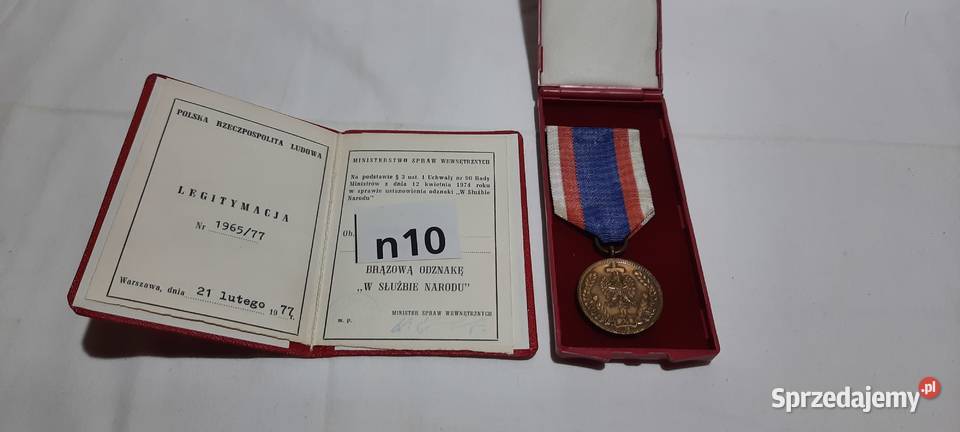 POLSKA RZECZPOSPOLITA LUDOWA
LEGITYMACJA
Nr 1965/77
Warszawa, dnia 21 lutego 1977 r.
MINISTERSTWO SPRAW WEWNĘTRZNYCH
Na podstawie § 3 ust. 1 Uchwały nr 90 Rady
Ministrów z dnia 12 kwietnia 1974 roku
w sprawie ustanowienia odznaki „W Służbie
Narodu"
Ob.
n10
BRĄZOWĄ ODZNAKĘ
„W SŁUŻBIE NARODU"
MINISTER SPRAW WEWNĘTRZNYCH
m. p.
Sprzedajemy.pl